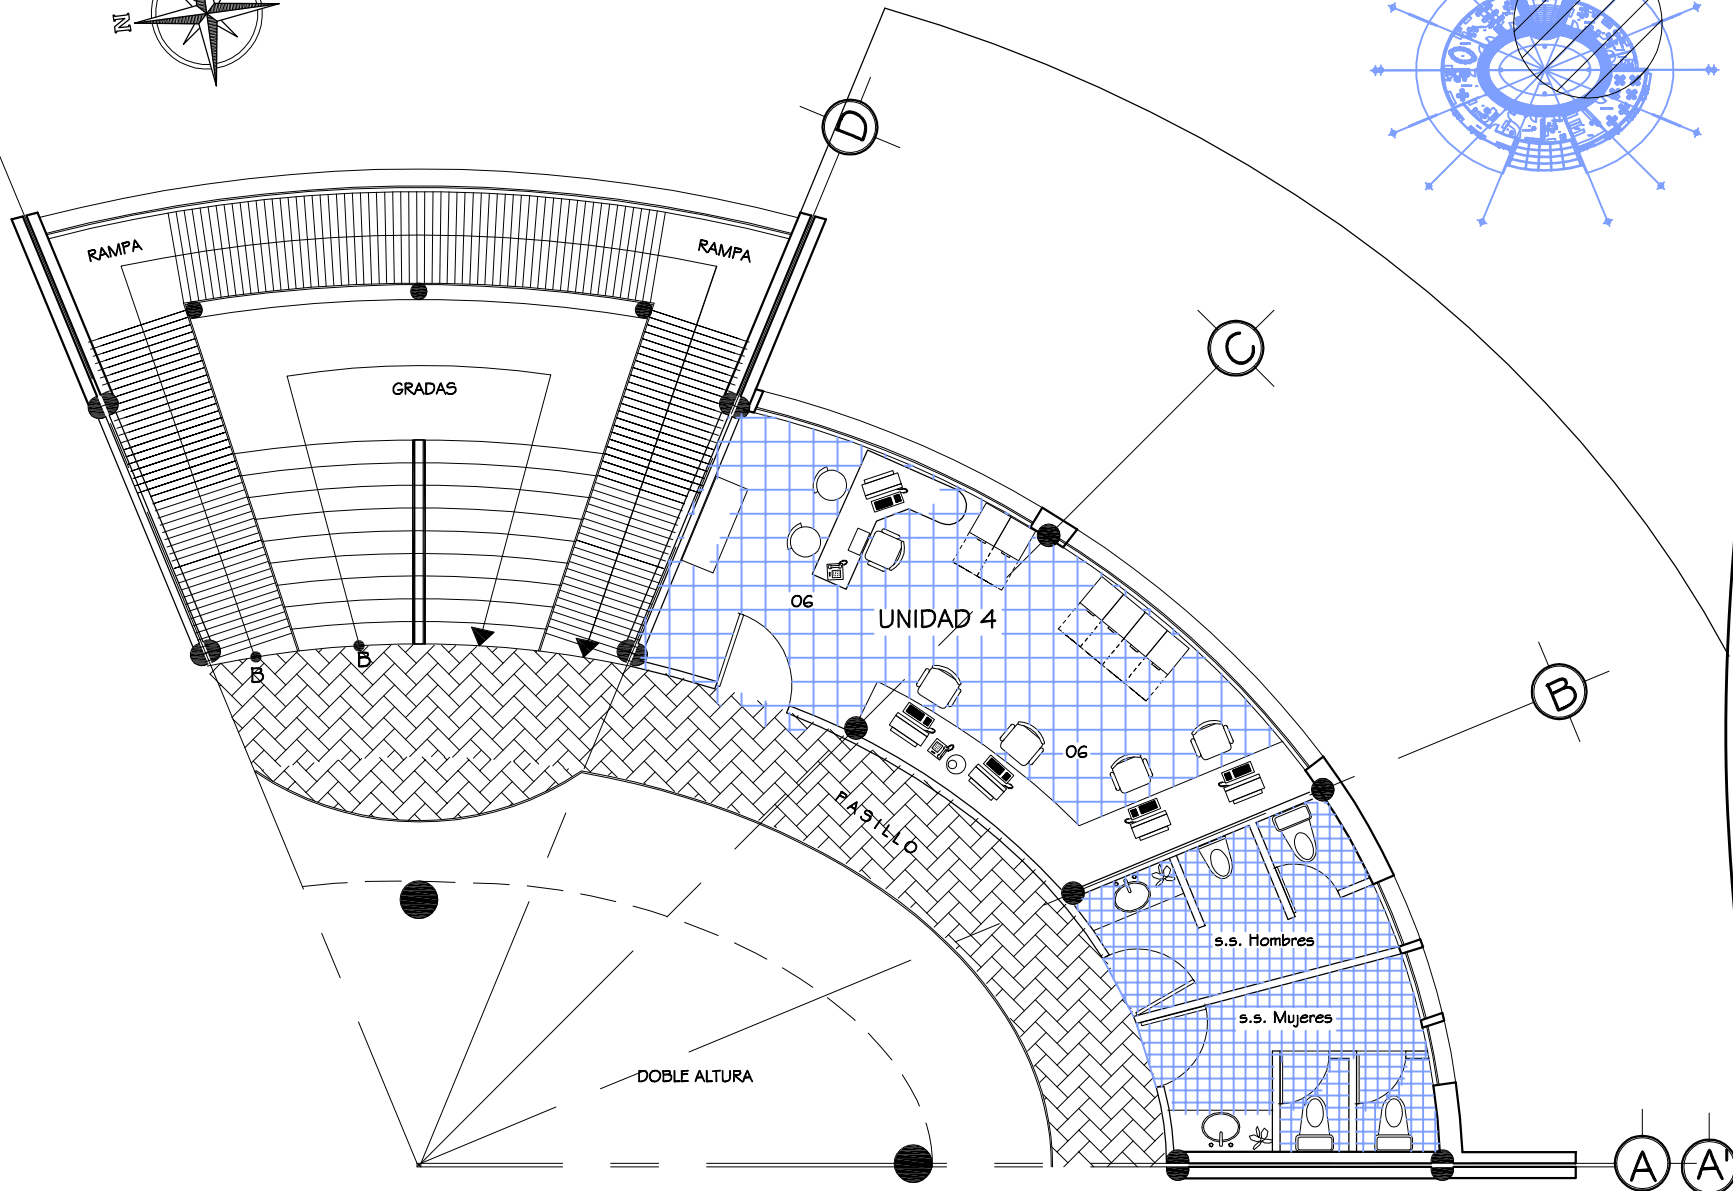 N
D
RAMPA
RAMPA
C
GRADAS
06
UNIDAD 4
B
B
B
06
PASILLO
s.s. Hombres
s.s. Mujeres
DOBLE ALTURA
A
A'